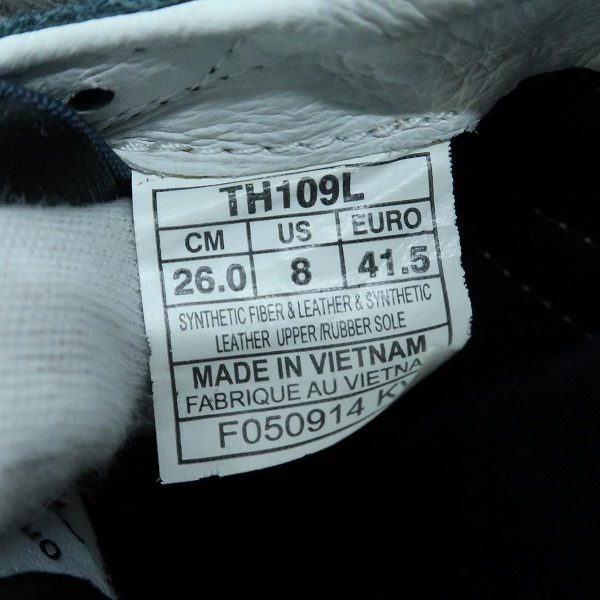 TH109L
CM US EURO
26.0 8 41.5
SYNTHETIC FIBER & LEATHER & SYNTHETIC
LEATHER UPPER /RUBBER SOLE
MADE IN VIETNAM
FABRIQUE AU VIETNA
F050914